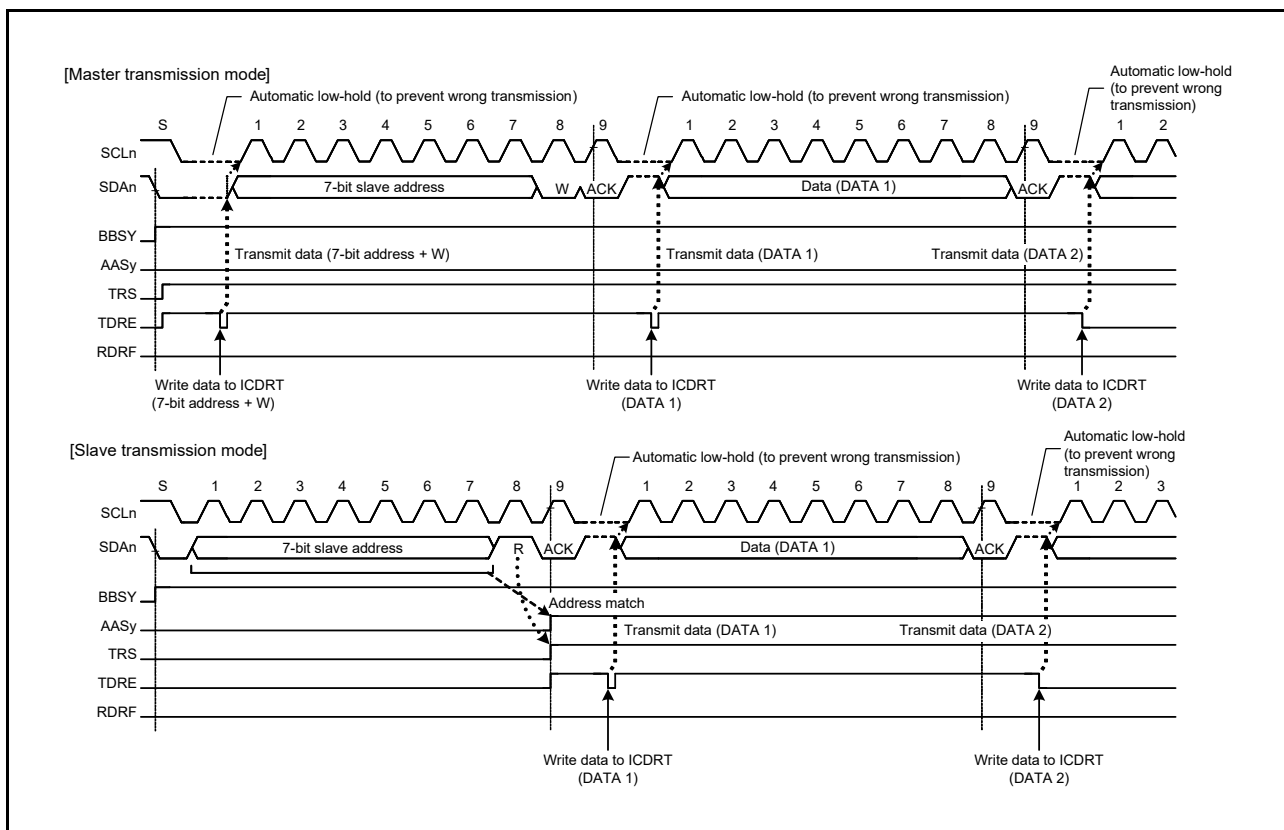 [Master transmission mode]
Automatic low-hold (to prevent wrong transmission)
Automatic low-hold (to prevent wrong transmission)
Automatic low-hold
(to prevent wrong
transmission)
S 1 2 3 4 5 6 7 8 9 1 2 3 4 5 6 7 8 9 1 2
SCLn
SDAn 7-bit slave address W ACK Data (DATA 1) ACK
BBSY
Transmit data (7-bit address + W) Transmit data (DATA 1) Transmit data (DATA 2)
AASy
TRS
TDRE
RDRF
Write data to ICDRT
(7-bit address + W)
Write data to ICDRT
(DATA 1)
Write data to ICDRT
(DATA 2)
[Slave transmission mode]
Automatic low-hold (to prevent wrong transmission)
Automatic low-hold
(to prevent wrong
transmission)
S 1 2 3 4 5 6 7 8 9 1 2 3 4 5 6 7 8 9 1 2 3
SCLn
SDAn 7-bit slave address R ACK Data (DATA 1) ACK
BBSY
Address match
AASy
Transmit data (DATA 1) Transmit data (DATA 2)
TRS
TDRE
RDRF
Write data to ICDRT
(DATA 1)
Write data to ICDRT
(DATA 2)